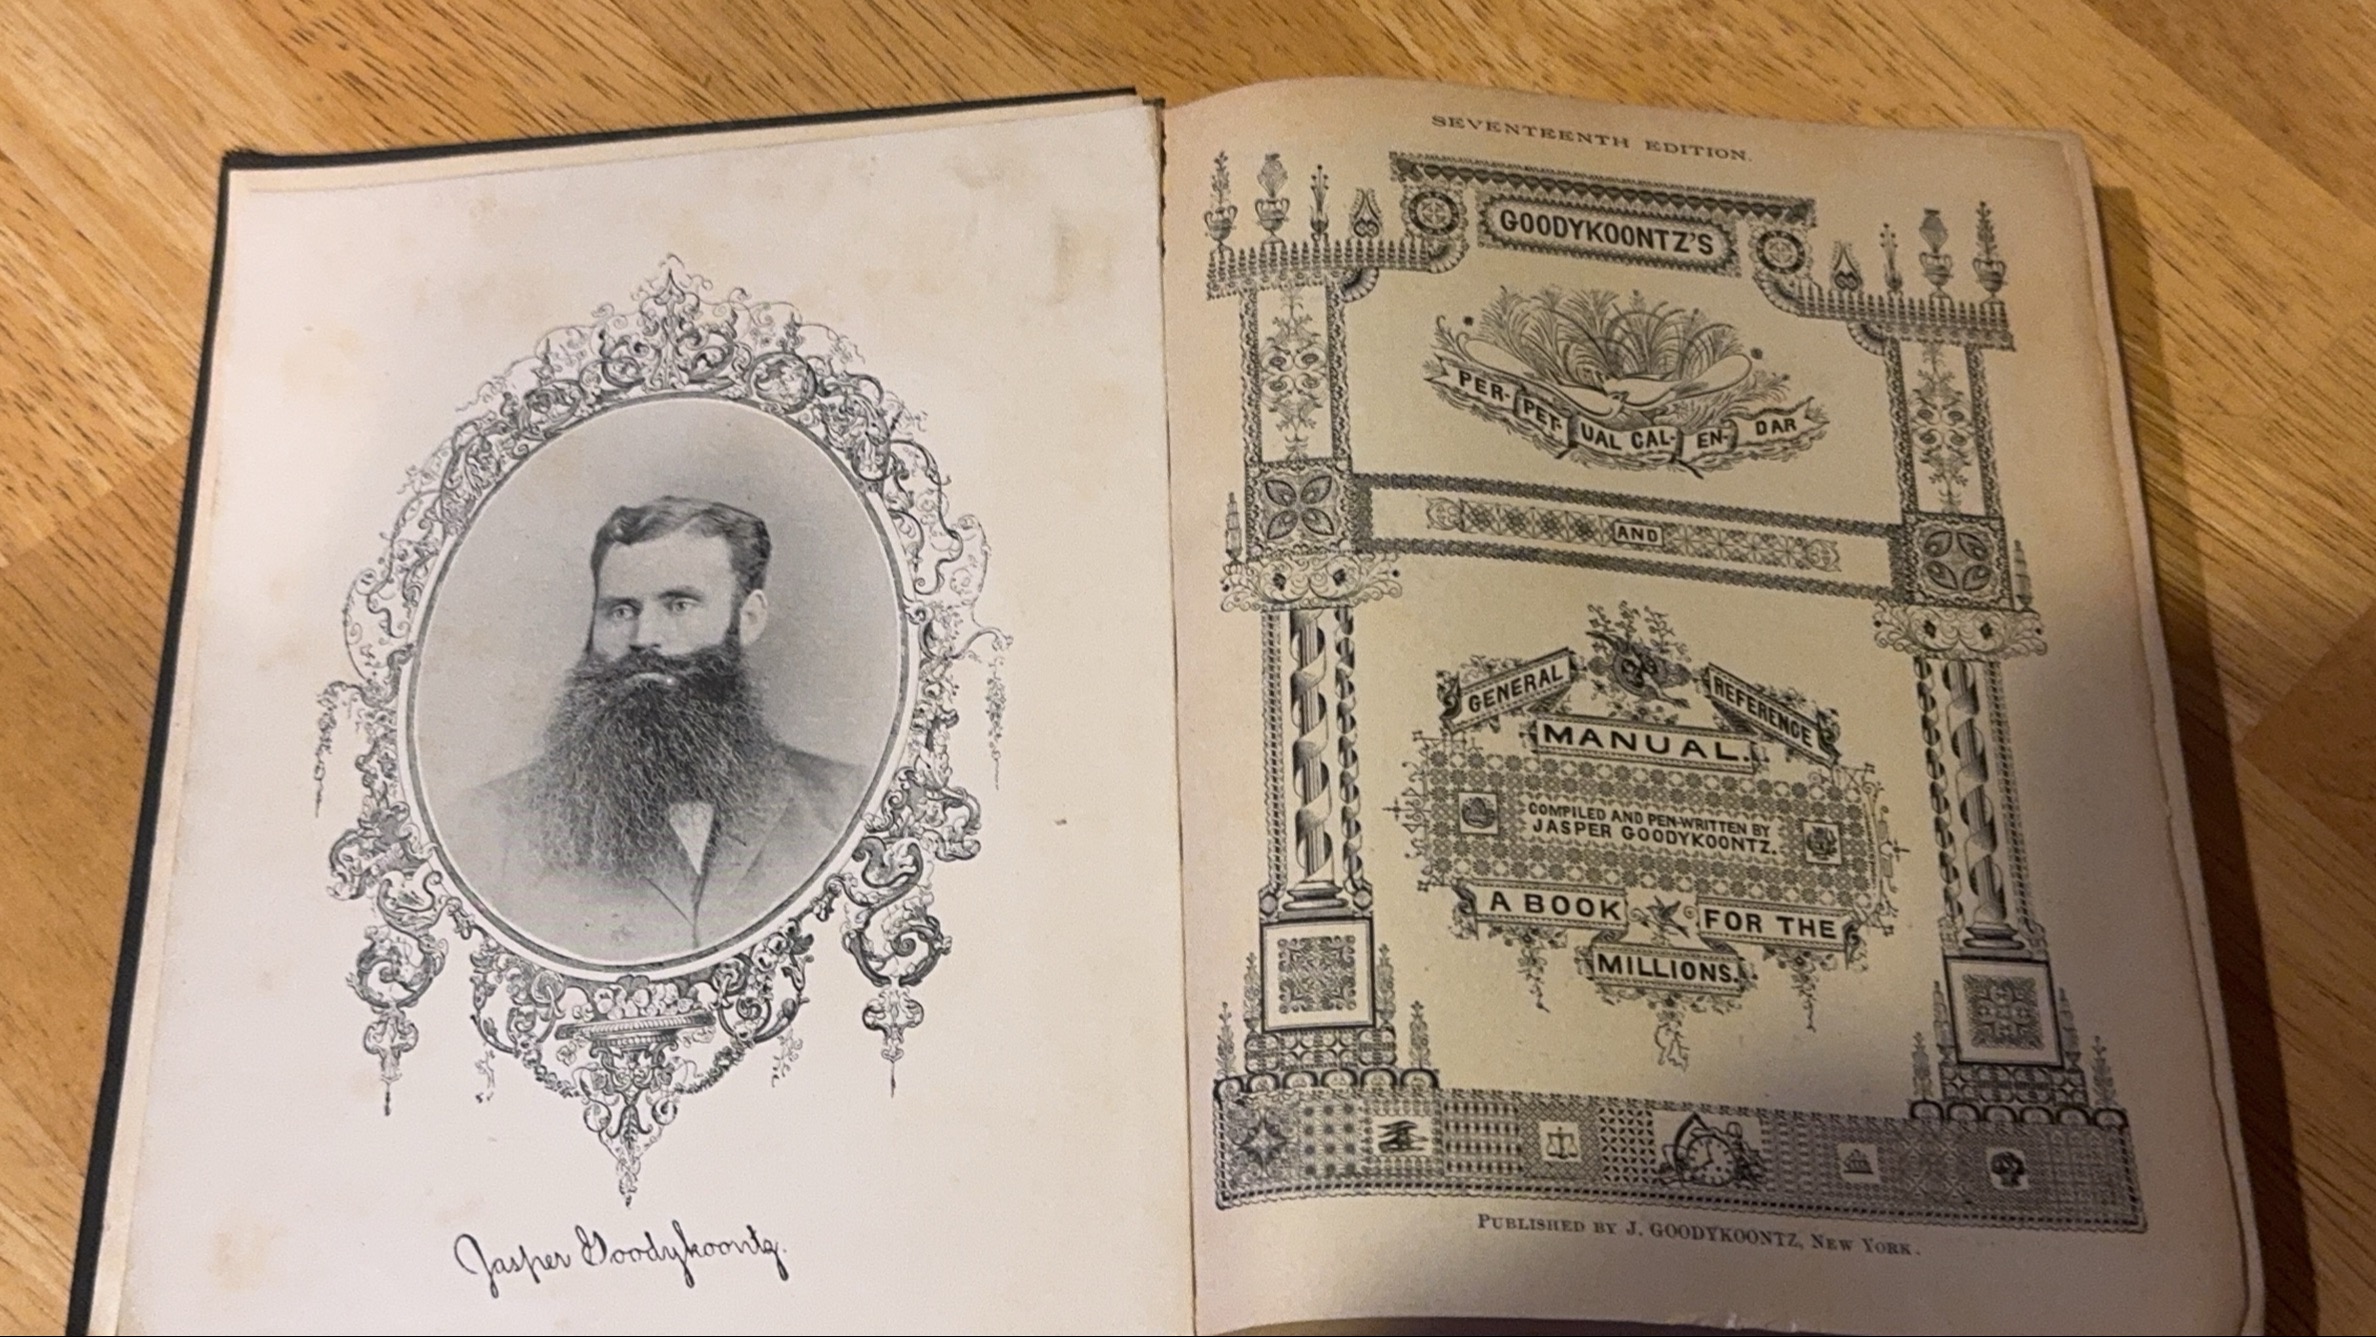 Jasper Goodykoontz.
SEVENTEENTH EDITION.
GOODYKOONTZ'S
PER- PET- UAL CAL- EN- DAR
AND
GENERAL REFERENCE
MANUAL.
COMPILED AND PEN-WRITTEN BY
JASPER GOODYKOONTZ.
A BOOK FOR THE
MILLIONS.
PUBLISHED BY J. GOODYKOONTZ, NEW YORK.